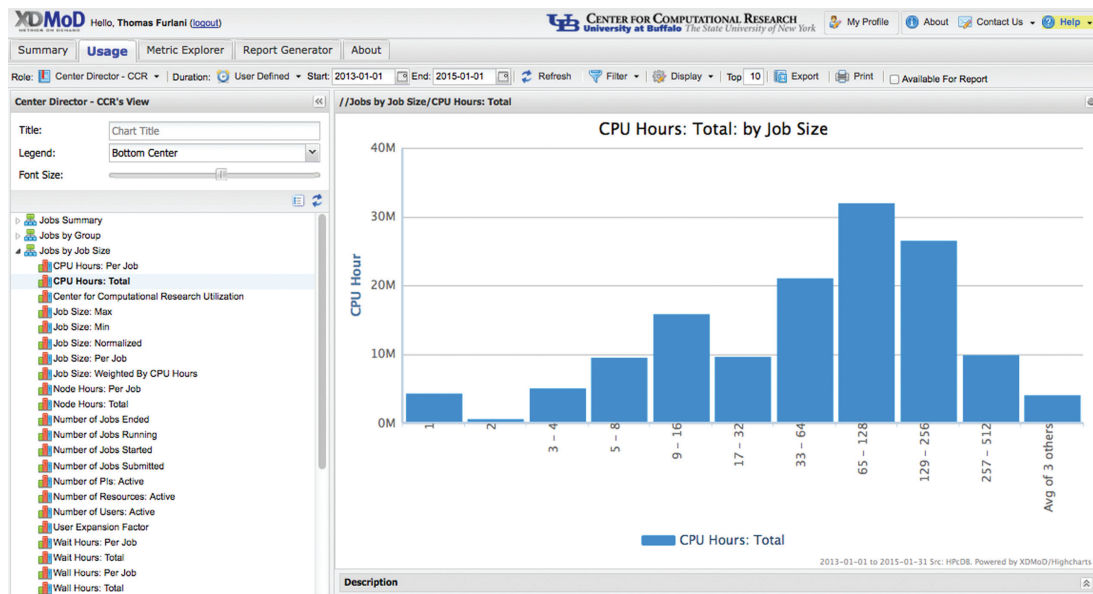 XDMoD Hello, Thomas Furlani (logout)
METRICS ON DEMAND
UB CENTER FOR COMPUTATIONAL RESEARCH
University at Buffalo The State University of New York
My Profile About Contact Us Help
Summary Usage Metric Explorer Report Generator About
Role: Center Director - CCR Duration: User Defined Start: 2013-01-01 End: 2015-01-01 Refresh Filter Display Top 10 Export Print Available For Report
Center Director - CCR's View
Title: Chart Title
Legend: Bottom Center
Font Size:
Jobs Summary
Jobs by Group
Jobs by Job Size
CPU Hours: Per Job
CPU Hours: Total
Center for Computational Research Utilization
Job Size: Max
Job Size: Min
Job Size: Normalized
Job Size: Per Job
Job Size: Weighted By CPU Hours
Node Hours: Per Job
Node Hours: Total
Number of Jobs Ended
Number of Jobs Running
Number of Jobs Started
Number of Jobs Submitted
Number of PIs: Active
Number of Resources: Active
Number of Users: Active
User Expansion Factor
Wait Hours: Per Job
Wait Hours: Total
Wall Hours: Per Job
Wall Hours: Total
//Jobs by Job Size/CPU Hours: Total
CPU Hours: Total: by Job Size
CPU Hour
40M
30M
20M
10M
0M
1
2
3 – 4
5 – 8
9 – 16
17 – 32
33 – 64
65 – 128
129 – 256
257 – 512
Avg of 3 others
CPU Hours: Total
2013-01-01 to 2015-01-31 Src: HPcDB. Powered by XDMoD/Highcharts
Description